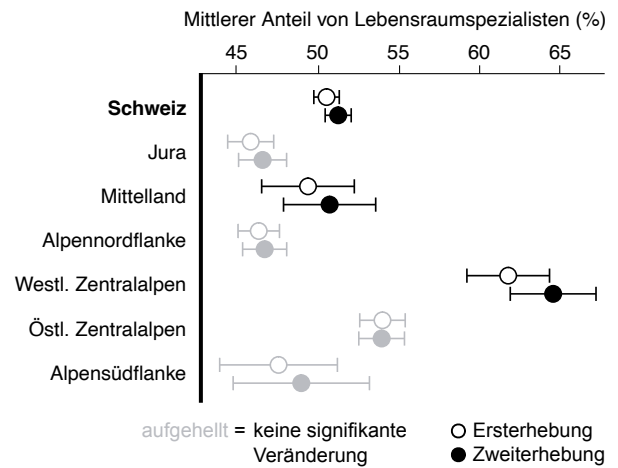 Mittlerer Anteil von Lebensraumspezialisten (%)
45 50 55 60 65
Schweiz
Jura
Mittelland
Alpennordflanke
Westl. Zentralalpen
Östl. Zentralalpen
Alpensüdflanke
aufgehellt = keine signifikante
Veränderung
Ersterhebung
Zweiterhebung